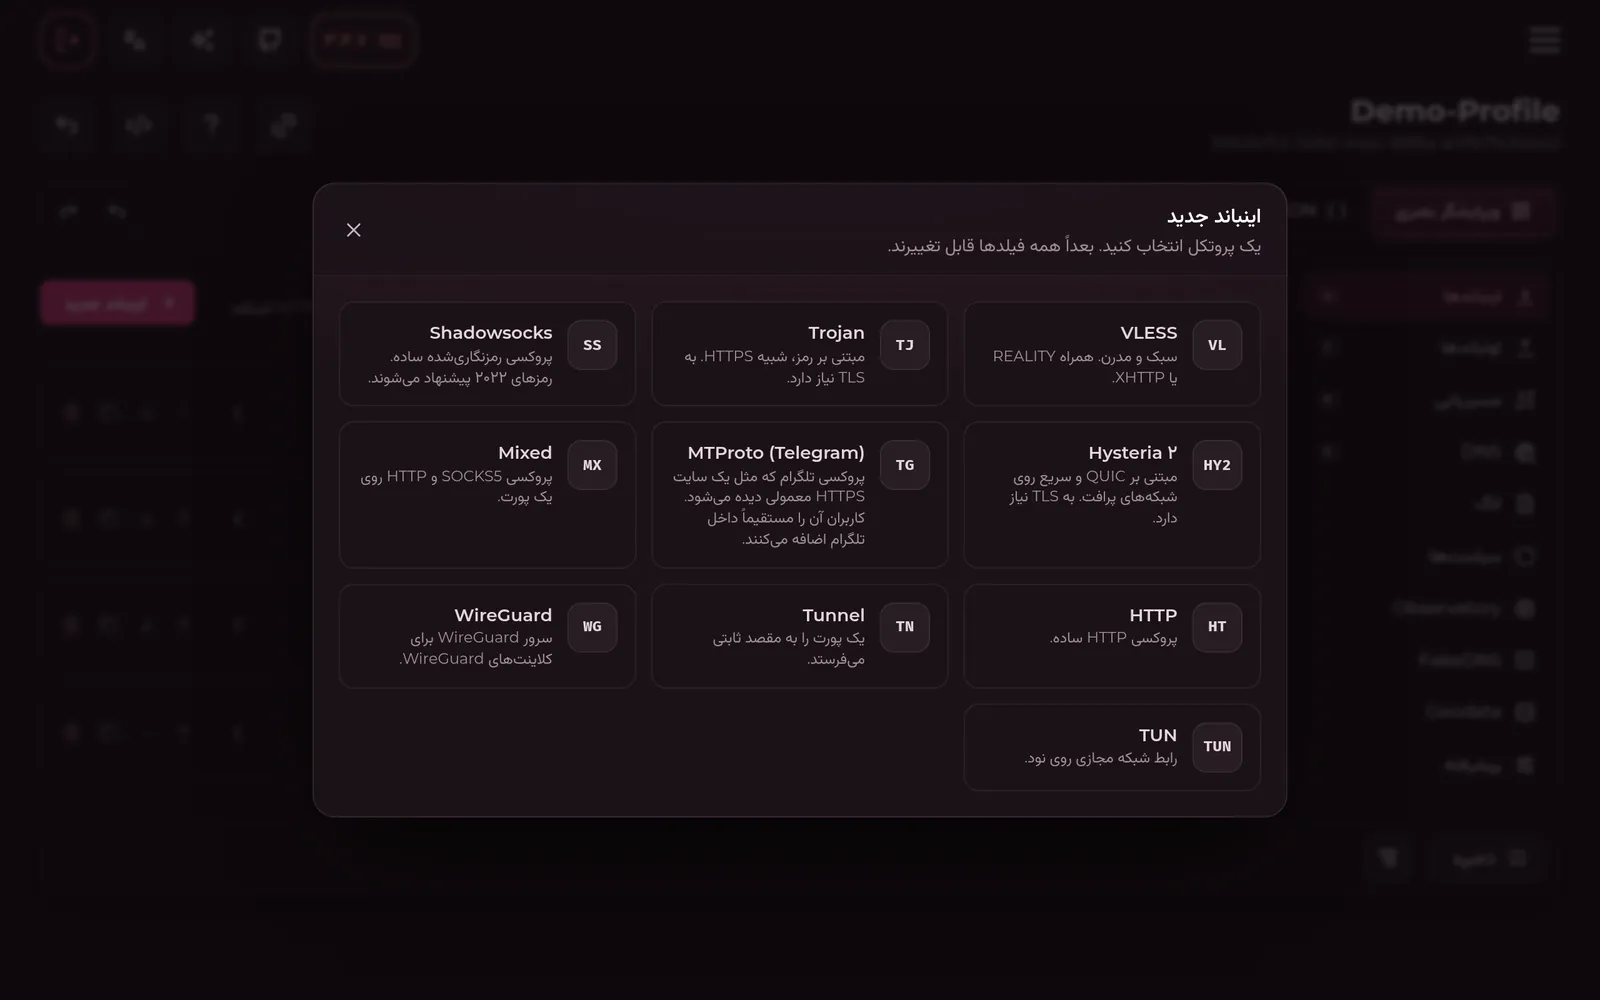 Demo-Profile
اینباند جدید
یک پروتکل انتخاب کنید. بعداً همه فیلدها قابل تغییرند.
VL
VLESS
سبک و مدرن. همراه REALITY
یا XHTTP.
TJ
Trojan
مبتنی بر رمز، شبیه HTTPS. به
TLS نیاز دارد.
SS
Shadowsocks
پروکسی رمزنگاری‌شده ساده.
رمزهای ۲۰۲۲ پیشنهاد می‌شوند.
HY2
Hysteria ۲
مبتنی بر QUIC و سریع روی
شبکه‌های پرافت. به TLS نیاز
دارد.
TG
MTProto (Telegram)
پروکسی تلگرام که مثل یک سایت
HTTPS معمولی دیده می‌شود.
کاربران آن را مستقیماً داخل
تلگرام اضافه می‌کنند.
MX
Mixed
پروکسی SOCKS5 و HTTP روی
یک پورت.
HT
HTTP
پروکسی HTTP ساده.
TN
Tunnel
یک پورت را به مقصد ثابتی
می‌فرستد.
WG
WireGuard
سرور WireGuard برای
کلاینت‌های WireGuard.
TUN
TUN
رابط شبکه مجازی روی نود.